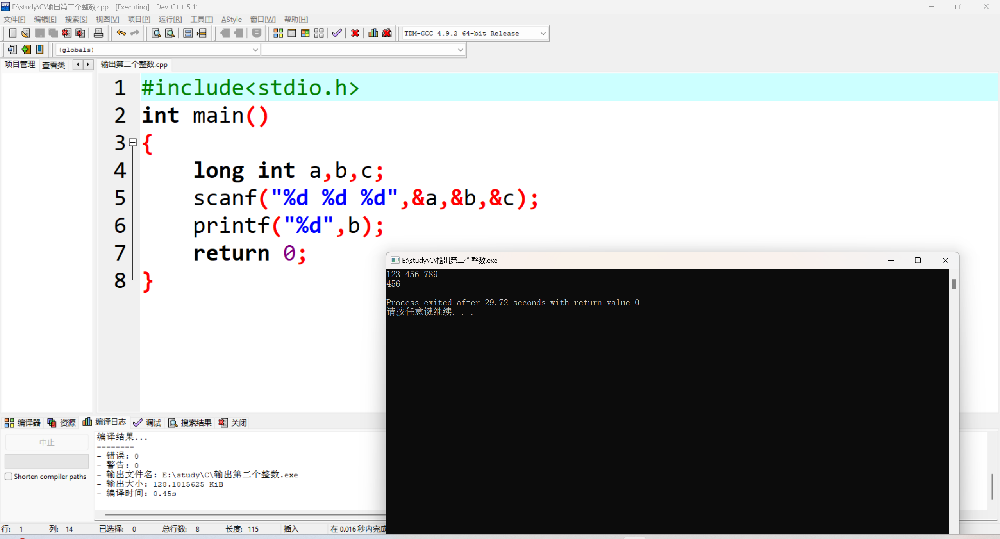 E:\study\C\输出第二个整数.cpp - [Executing] - Dev-C++ 5.11
文件[F] 编辑[E] 搜索[S] 视图[V] 项目[P] 运行[R] 工具[T] AStyle 窗口[W] 帮助[H]
TDM-GCC 4.9.2 64-bit Release
(globals)
项目管理 查看类 输出第二个整数.cpp
1 #include<stdio.h>
2 int main()
3 {
4 long int a,b,c;
5 scanf("%d %d %d",&a,&b,&c);
6 printf("%d",b);
7 return 0;
8 }
E:\study\C\输出第二个整数.exe
123 456 789
456
--------------------------------
Process exited after 29.72 seconds with return value 0
请按任意键继续. . .
编译器 资源 编译日志 调试 搜索结果 关闭
中止
Shorten compiler paths
编译结果...
--------
- 错误: 0
- 警告: 0
- 输出文件名: E:\study\C\输出第二个整数.exe
- 输出大小: 128.1015625 KiB
- 编译时间: 0.45s
行: 1 列: 14 已选择: 0 总行数: 8 长度: 115 插入 在 0.016 秒内完成